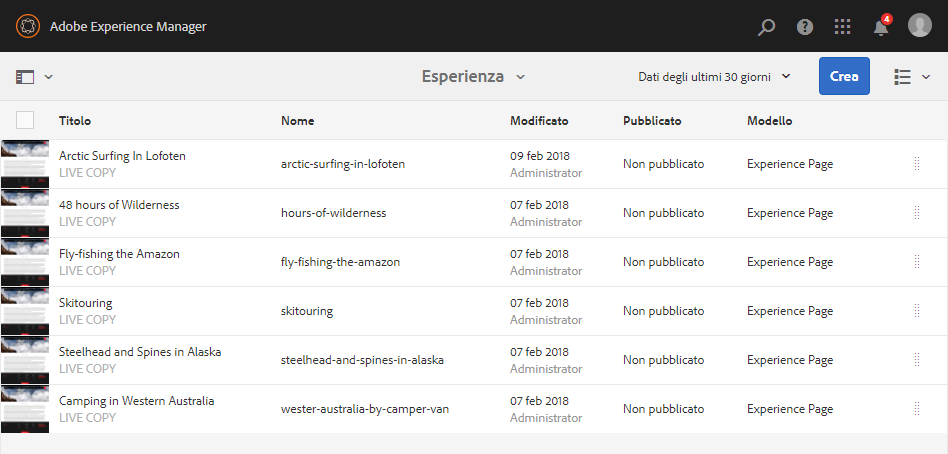 Adobe Experience Manager
4
Esperienza
Dati degli ultimi 30 giorni
Crea
Titolo Nome Modificato Pubblicato Modello
Arctic Surfing In Lofoten arctic-surfing-in-lofoten 09 feb 2018 Non pubblicato Experience Page
LIVE COPY Administrator
48 hours of Wilderness hours-of-wilderness 07 feb 2018 Non pubblicato Experience Page
LIVE COPY Administrator
Fly-fishing the Amazon fly-fishing-the-amazon 07 feb 2018 Non pubblicato Experience Page
LIVE COPY Administrator
Skitouring skitouring 07 feb 2018 Non pubblicato Experience Page
LIVE COPY Administrator
Steelhead and Spines in Alaska steelhead-and-spines-in-alaska 07 feb 2018 Non pubblicato Experience Page
LIVE COPY Administrator
Camping in Western Australia wester-australia-by-camper-van 07 feb 2018 Non pubblicato Experience Page
LIVE COPY Administrator